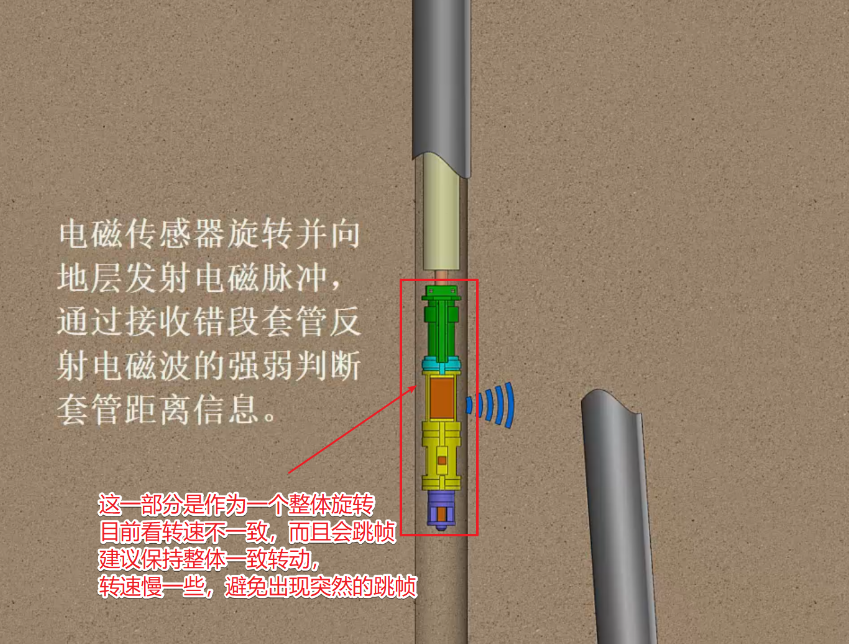 电磁传感器旋转并向
地层发射电磁脉冲，
通过接收错段套管反
射电磁波的强弱判断
套管距离信息。
这一部分是作为一个整体旋转
目前看转速不一致，而且会跳帧
建议保持整体一致转动，
转速慢一些，避免出现突然的跳帧